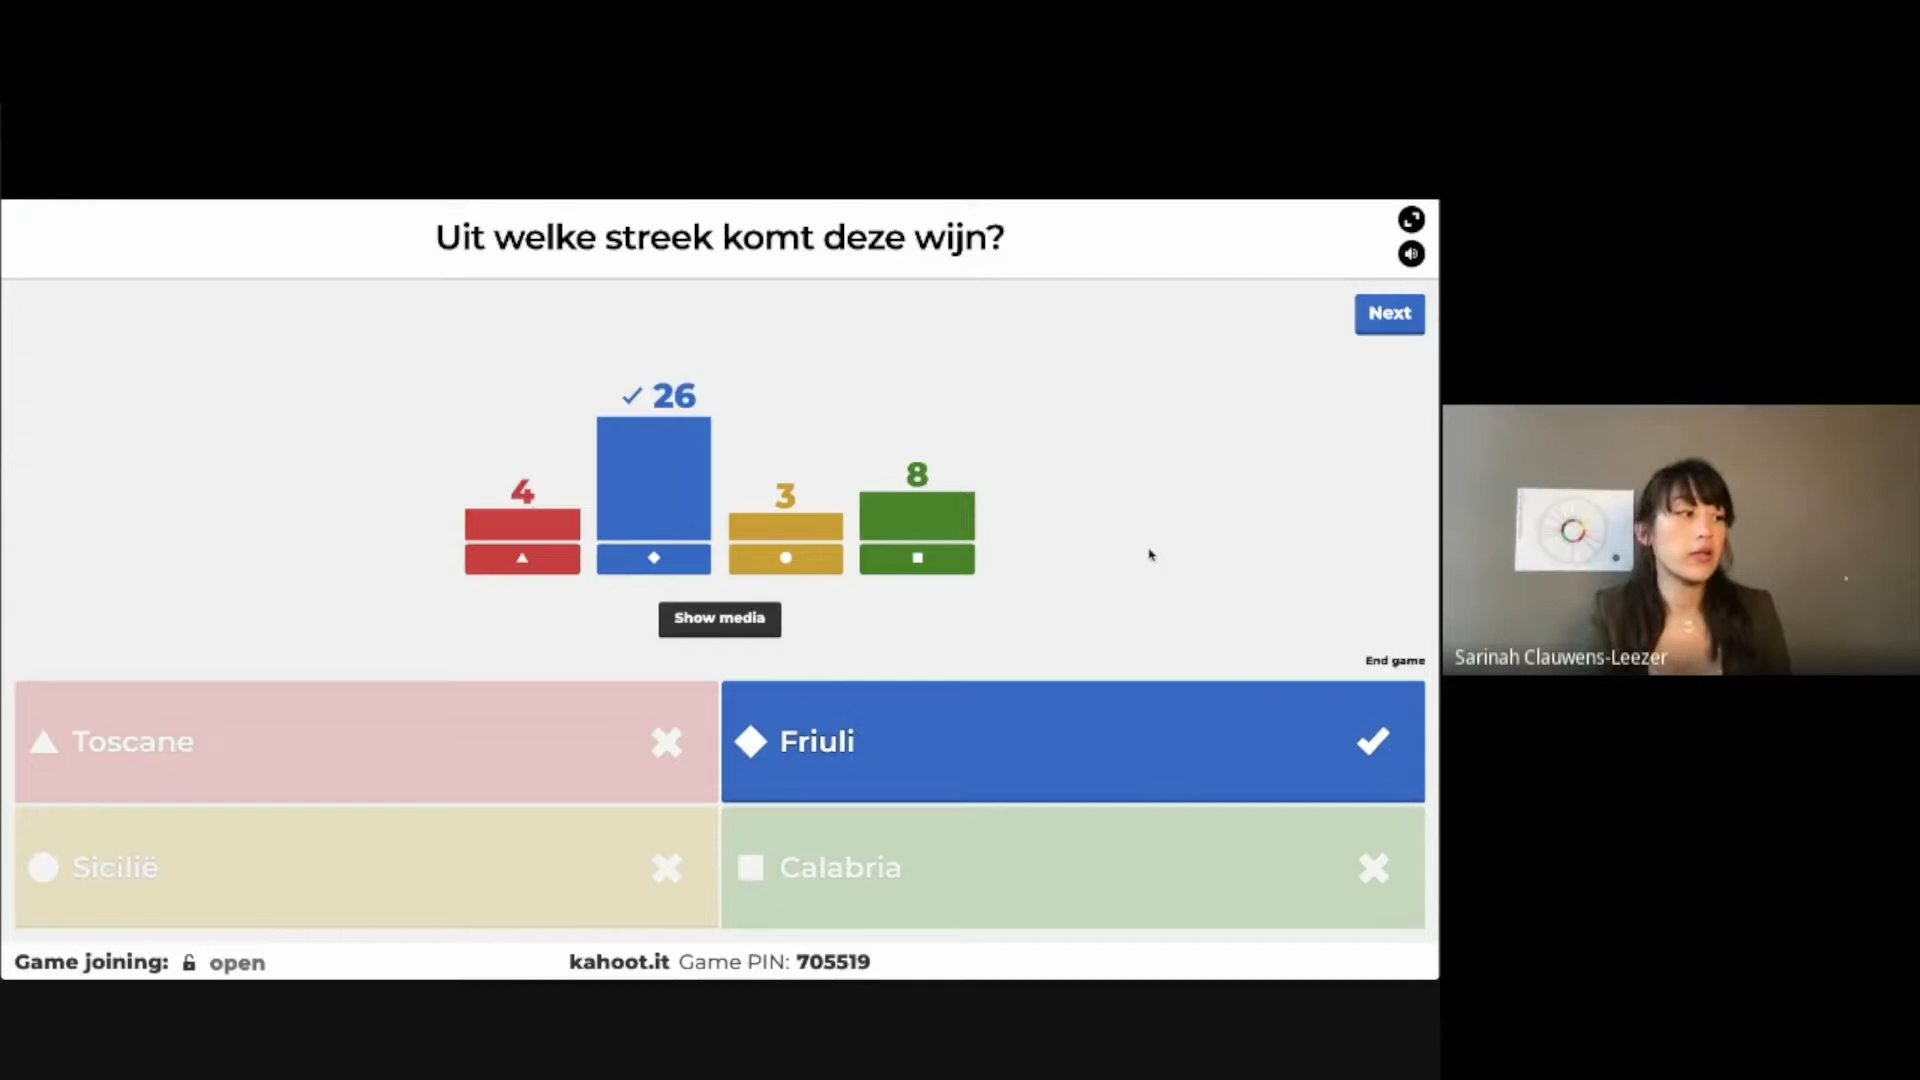 Uit welke streek komt deze wijn?
Next
4
26
3
8
Show media
End game
Toscane
Friuli
Sicilië
Calabria
Game joining: open
kahoot.it Game PIN: 705519
Sarinah Clauwens-Leezer